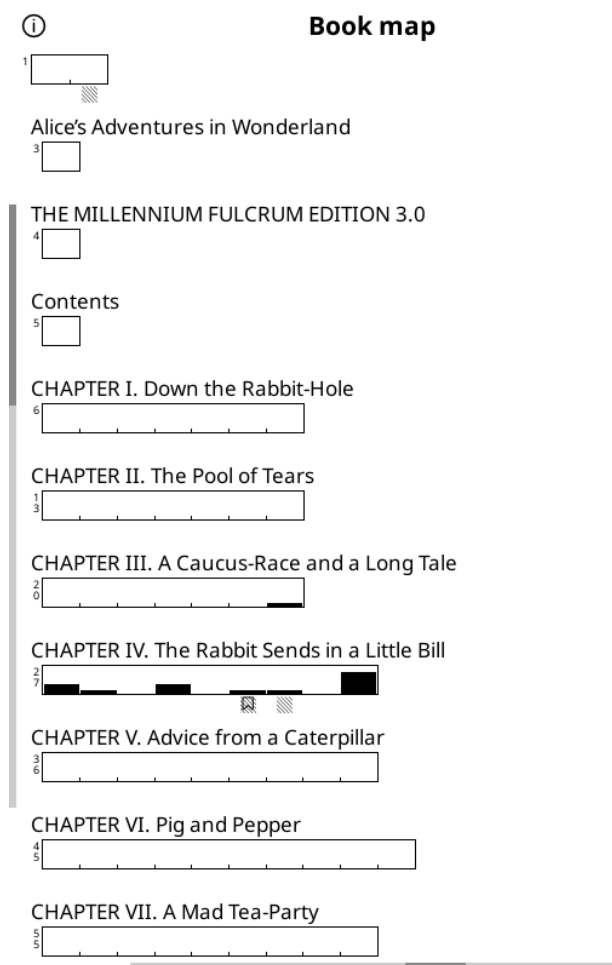 ⓘ Book map
1
Alice’s Adventures in Wonderland
3
THE MILLENNIUM FULCRUM EDITION 3.0
4
Contents
5
CHAPTER I. Down the Rabbit-Hole
6
CHAPTER II. The Pool of Tears
13
CHAPTER III. A Caucus-Race and a Long Tale
20
CHAPTER IV. The Rabbit Sends in a Little Bill
27
CHAPTER V. Advice from a Caterpillar
36
CHAPTER VI. Pig and Pepper
45
CHAPTER VII. A Mad Tea-Party
55